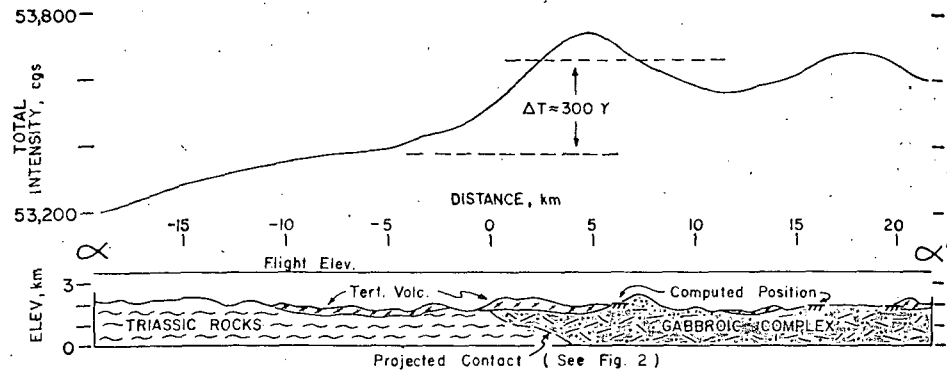 53,800
TOTAL INTENSITY, cgs
ΔT≈300 γ
53,200
DISTANCE, km
-15 -10 -5 0 5 10 15 20
α α
Flight Elev.
ELEV, km
3
0
Tert. Volc.
Computed Position
TRIASSIC ROCKS
GABBROIC COMPLEX
Projected Contact (See Fig. 2)